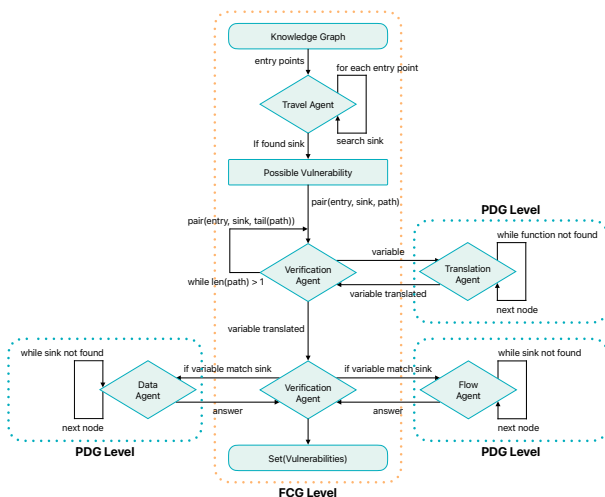 Knowledge Graph
entry points
for each entry point
Travel Agent
search sink
If found sink
Possible Vulnerability
pair(entry, sink, path)
pair(entry, sink, tail(path))
PDG Level
while function not found
variable
Verification
Agent
Translation
Agent
while len(path) > 1
variable translated
next node
variable translated
while sink not found
if variable match sink
if variable match sink
while sink not found
Data
Agent
Verification
Agent
Flow
Agent
answer
answer
next node
next node
PDG Level
Set(Vulnerabilities)
PDG Level
FCG Level